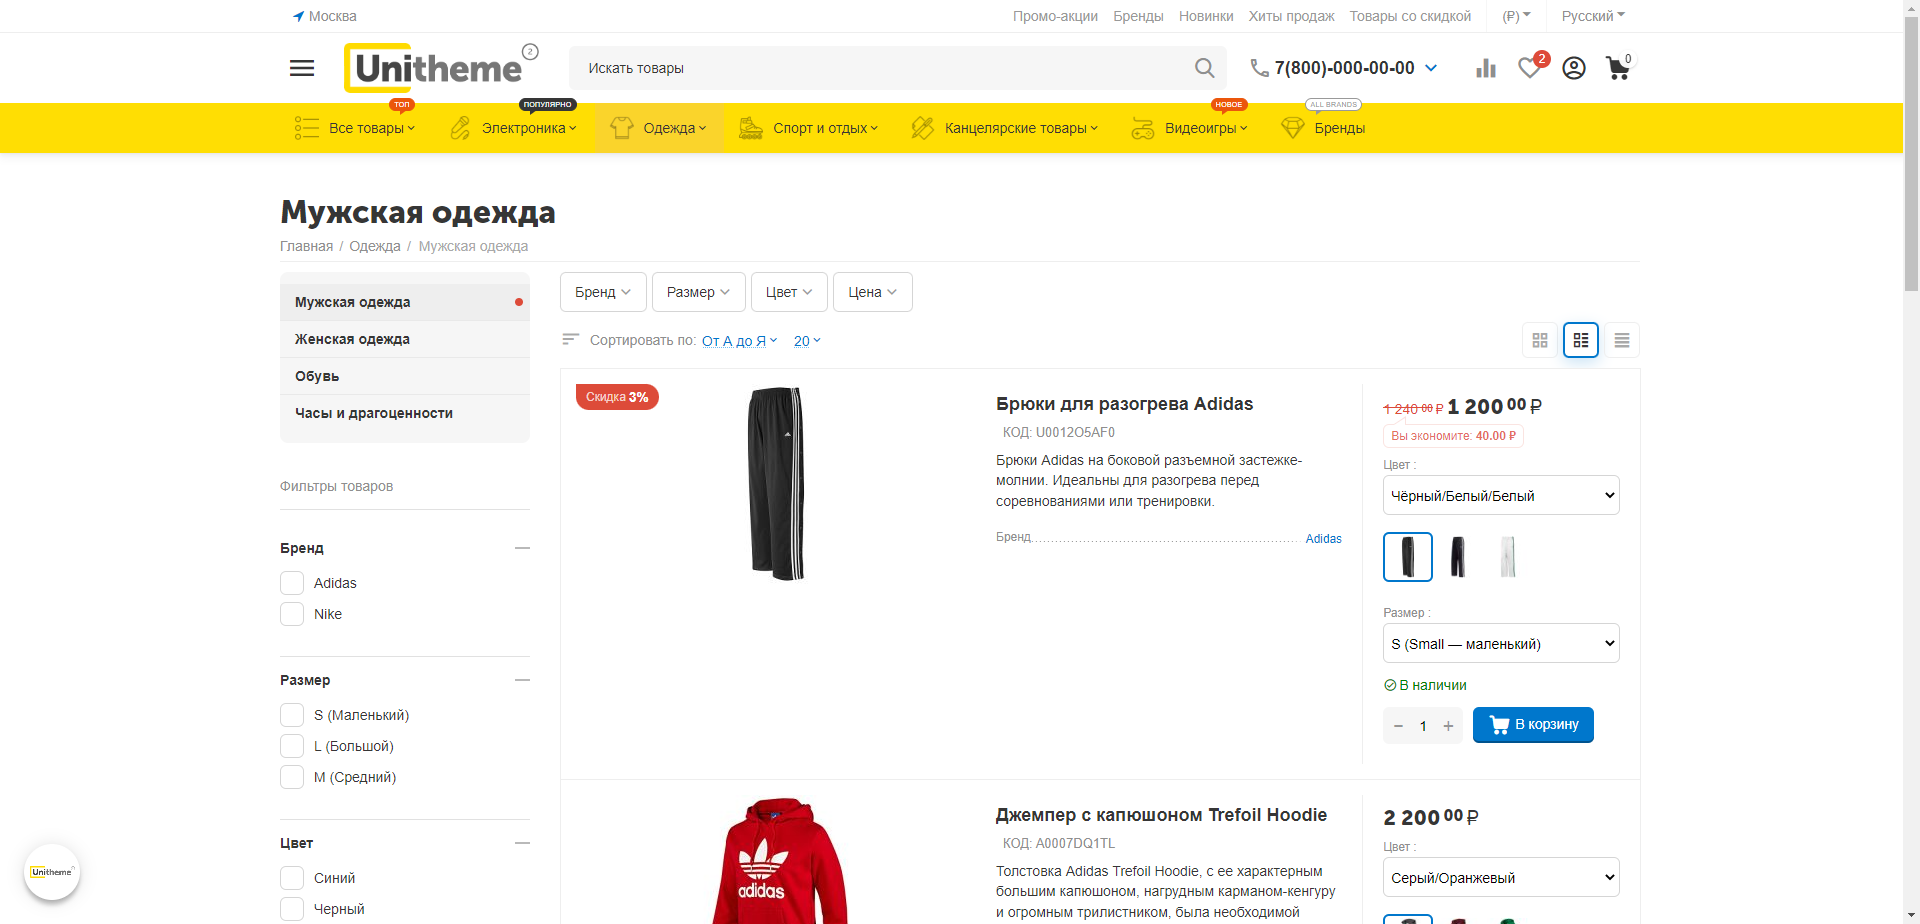 Москва
Промо-акции Бренды Новинки Хиты продаж Товары со скидкой (₽) Русский
Unitheme 2
Искать товары
7(800)-000-00-00
2
0
ТОП
ПОПУЛЯРНО
НОВОЕ
ALL BRANDS
Все товары Электроника Одежда Спорт и отдых Канцелярские товары Видеоигры Бренды
Мужская одежда
Главная / Одежда / Мужская одежда
Мужская одежда
Женская одежда
Обувь
Часы и драгоценности
Фильтры товаров
Бренд
Adidas
Nike
Размер
S (Маленький)
L (Большой)
M (Средний)
Цвет
Синий
Черный
Unitheme
Бренд Размер Цвет Цена
Сортировать по: От А до Я 20
Скидка 3%
Брюки для разогрева Adidas
КОД: U0012O5AF0
Брюки Adidas на боковой разъемной застежке-
молнии. Идеальны для разогрева перед
соревнованиями или тренировки.
Бренд Adidas
1 240 00 ₽ 1 200 00 ₽
Вы экономите: 40.00 ₽
Цвет :
Чёрный/Белый/Белый
Размер :
S (Small — маленький)
В наличии
− 1 + В корзину
adidas
Джемпер с капюшоном Trefoil Hoodie
КОД: A0007DQ1TL
Толстовка Adidas Trefoil Hoodie, с ее характерным
большим капюшоном, нагрудным карманом-кенгуру
и огромным трилистником, была необходимой
2 200 00 ₽
Цвет :
Серый/Оранжевый